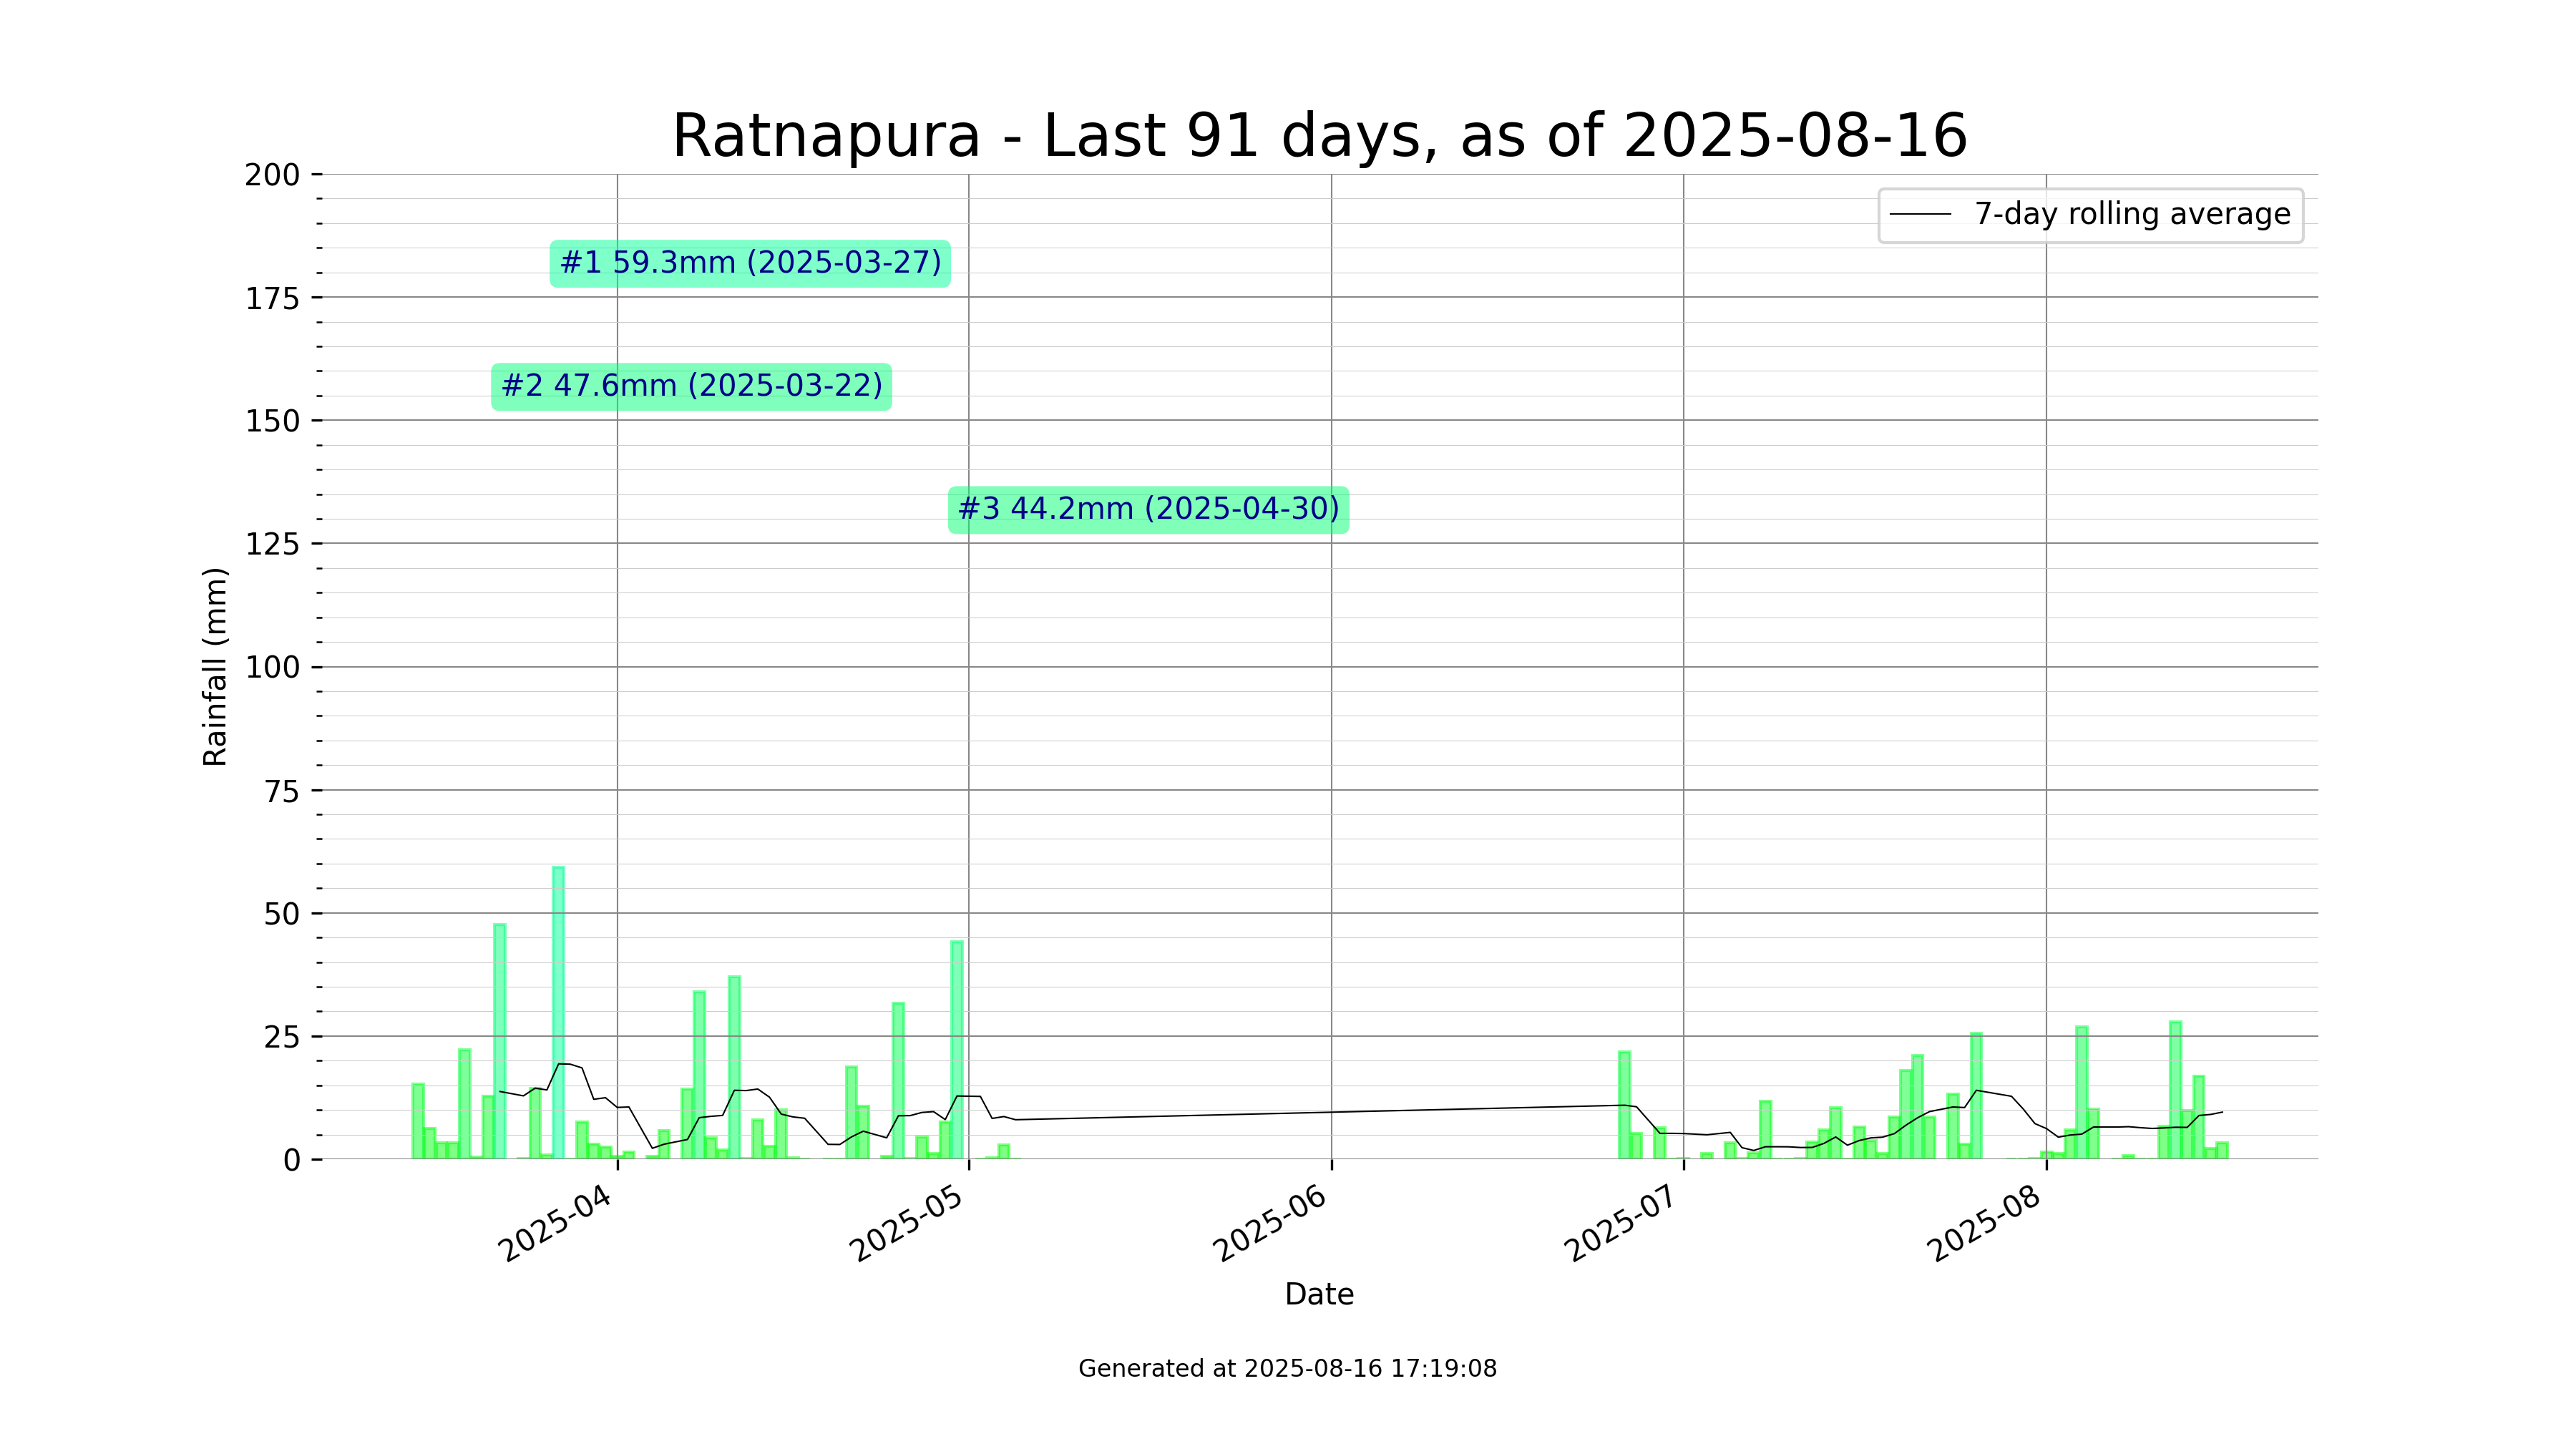 Ratnapura - Last 91 days, as of 2025-08-16
7-day rolling average
#1 59.3mm (2025-03-27)
#2 47.6mm (2025-03-22)
#3 44.2mm (2025-04-30)
Rainfall (mm)
200
175
150
125
100
75
50
25
0
2025-04
2025-05
2025-06
2025-07
2025-08
Date
Generated at 2025-08-16 17:19:08